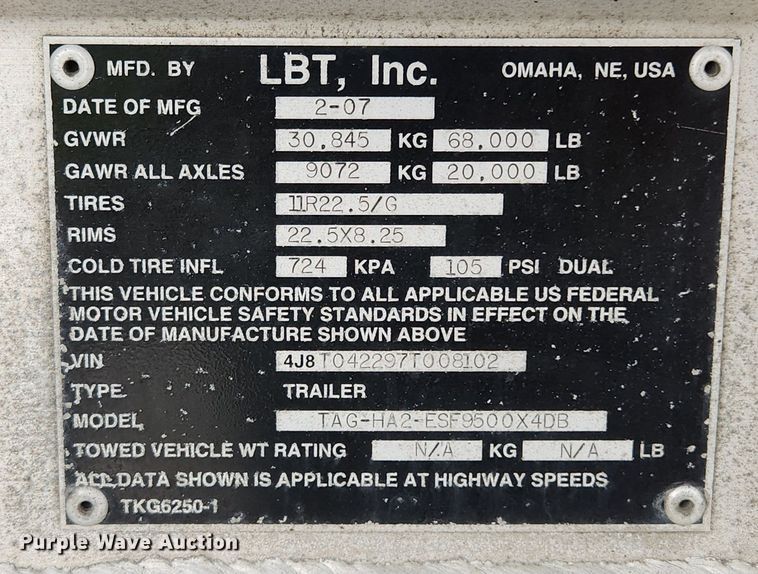 MFD. BY LBT, Inc. OMAHA, NE, USA
DATE OF MFG 2-07
GVWR 30,845 KG 68,000 LB
GAWR ALL AXLES 9072 KG 20,000 LB
TIRES 11R22.5/G
RIMS 22.5X8.25
COLD TIRE INFL 724 KPA 105 PSI DUAL
THIS VEHICLE CONFORMS TO ALL APPLICABLE US FEDERAL
MOTOR VEHICLE SAFETY STANDARDS IN EFFECT ON THE
DATE OF MANUFACTURE SHOWN ABOVE
VIN 4J8T042297T008102
TYPE TRAILER
MODEL TAG-HA2-ESF9500X4DB
TOWED VEHICLE WT RATING N/A KG N/A LB
ALL DATA SHOWN IS APPLICABLE AT HIGHWAY SPEEDS
TKG6250-1
Purple Wave Auction